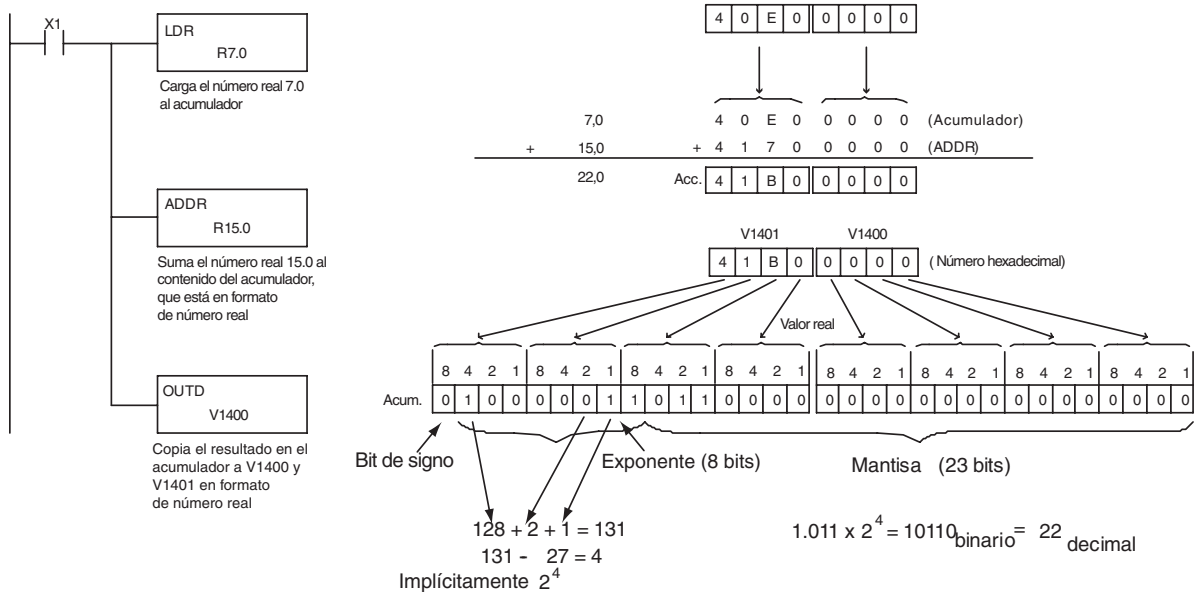 X1
LDR
R7.0
Carga el número real 7.0
al acumulador
ADDR
R15.0
Suma el número real 15.0 al
contenido del acumulador,
que está en formato
de número real
OUTD
V1400
Copia el resultado en el
acumulador a V1400 y
V1401 en formato
de número real
4 0 E 0 0 0 0 0
7,0 4 0 E 0 0 0 0 0 (Acumulador)
+ 15,0 + 4 1 7 0 0 0 0 0 (ADDR)
22,0 Acc. 4 1 B 0 0 0 0 0
V1401 V1400
4 1 B 0 0 0 0 0 ( Número hexadecimal)
Valor real
8 4 2 1 8 4 2 1 8 4 2 1 8 4 2 1 8 4 2 1 8 4 2 1 8 4 2 1 8 4 2 1
Acum. 0 1 0 0 0 0 0 1 1 0 1 1 0 0 0 0 0 0 0 0 0 0 0 0 0 0 0 0 0 0 0 0
Bit de signo Exponente (8 bits) Mantisa (23 bits)
128 + 2 + 1 = 131
131 - 27 = 4
Implícitamente 2^4
1.011 x 2^4 = 10110 binario = 22 decimal